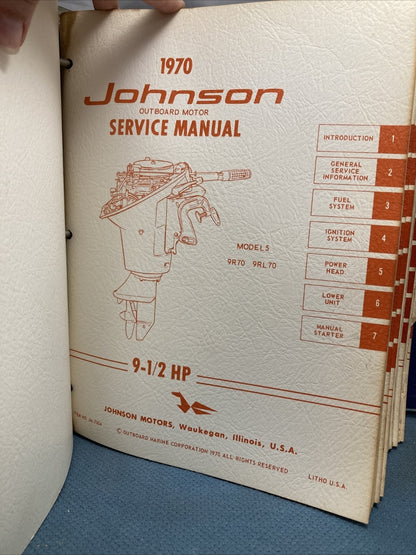 1970
Johnson
OUTBOARD MOTOR
SERVICE MANUAL
INTRODUCTION 1
GENERAL
SERVICE
INFORMATION 2
FUEL
SYSTEM 3
IGNITION
SYSTEM 4
POWER
HEAD 5
LOWER
UNIT 6
MANUAL
STARTER 7
MODELS
9R70 9RL70
9-1/2 HP
JOHNSON MOTORS, Waukegan, Illinois, U.S.A.
© OUTBOARD MARINE CORPORATION 1970, ALL RIGHTS RESERVED
LITHO U.S.A.